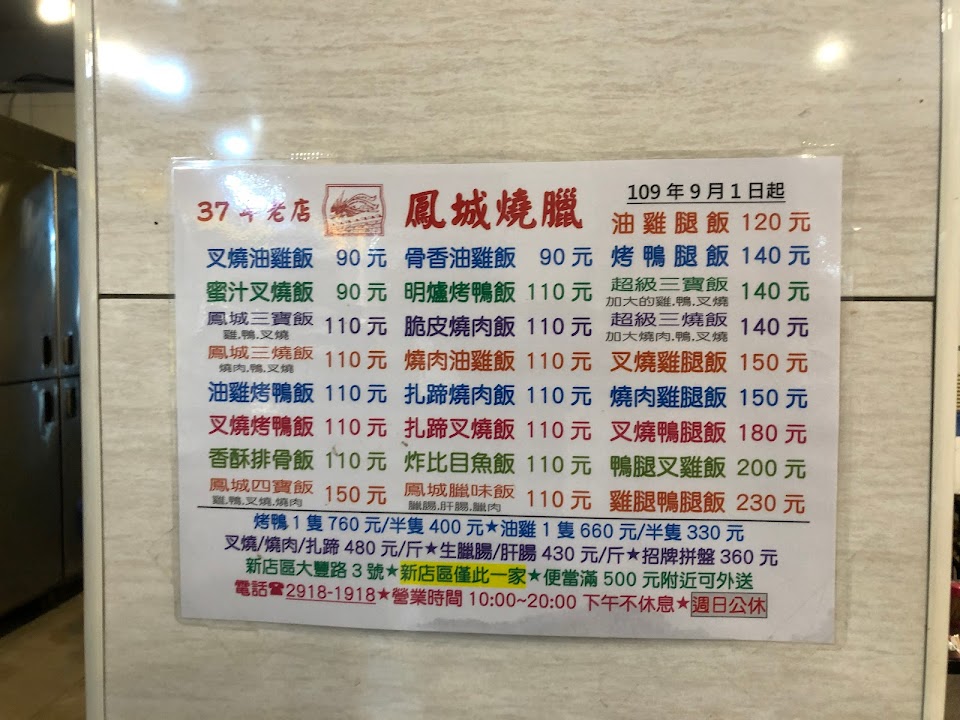 37年老店 鳳城燒臘 109年9月1日起
油雞腿飯 120元
叉燒油雞飯 90元 骨香油雞飯 90元 烤鴨腿飯 140元
蜜汁叉燒飯 90元 明爐烤鴨飯 110元 超級三寶飯 140元
加大的雞.鴨.叉燒
鳳城三寶飯 110元 脆皮燒肉飯 110元 超級三燒飯 140元
雞.鴨.叉燒 加大燒肉.鴨.叉燒
鳳城三燒飯 110元 燒肉油雞飯 110元 叉燒雞腿飯 150元
燒肉.鴨.叉燒
油雞烤鴨飯 110元 扎蹄燒肉飯 110元 燒肉雞腿飯 150元
叉燒烤鴨飯 110元 扎蹄叉燒飯 110元 叉燒鴨腿飯 180元
香酥排骨飯 110元 炸比目魚飯 110元 鴨腿叉雞飯 200元
鳳城四寶飯 150元 鳳城臘味飯 110元 雞腿鴨腿飯 230元
雞.鴨.叉燒.燒肉 臘腸.肝腸.臘肉
烤鴨1隻760元/半隻400元★油雞1隻660元/半隻330元
叉燒/燒肉/扎蹄480元/斤★生臘腸/肝腸430元/斤★招牌拼盤360元
新店區大豐路3號★新店區僅此一家★便當滿500元附近可外送
電話☎2918-1918★營業時間10:00~20:00下午不休息★週日公休